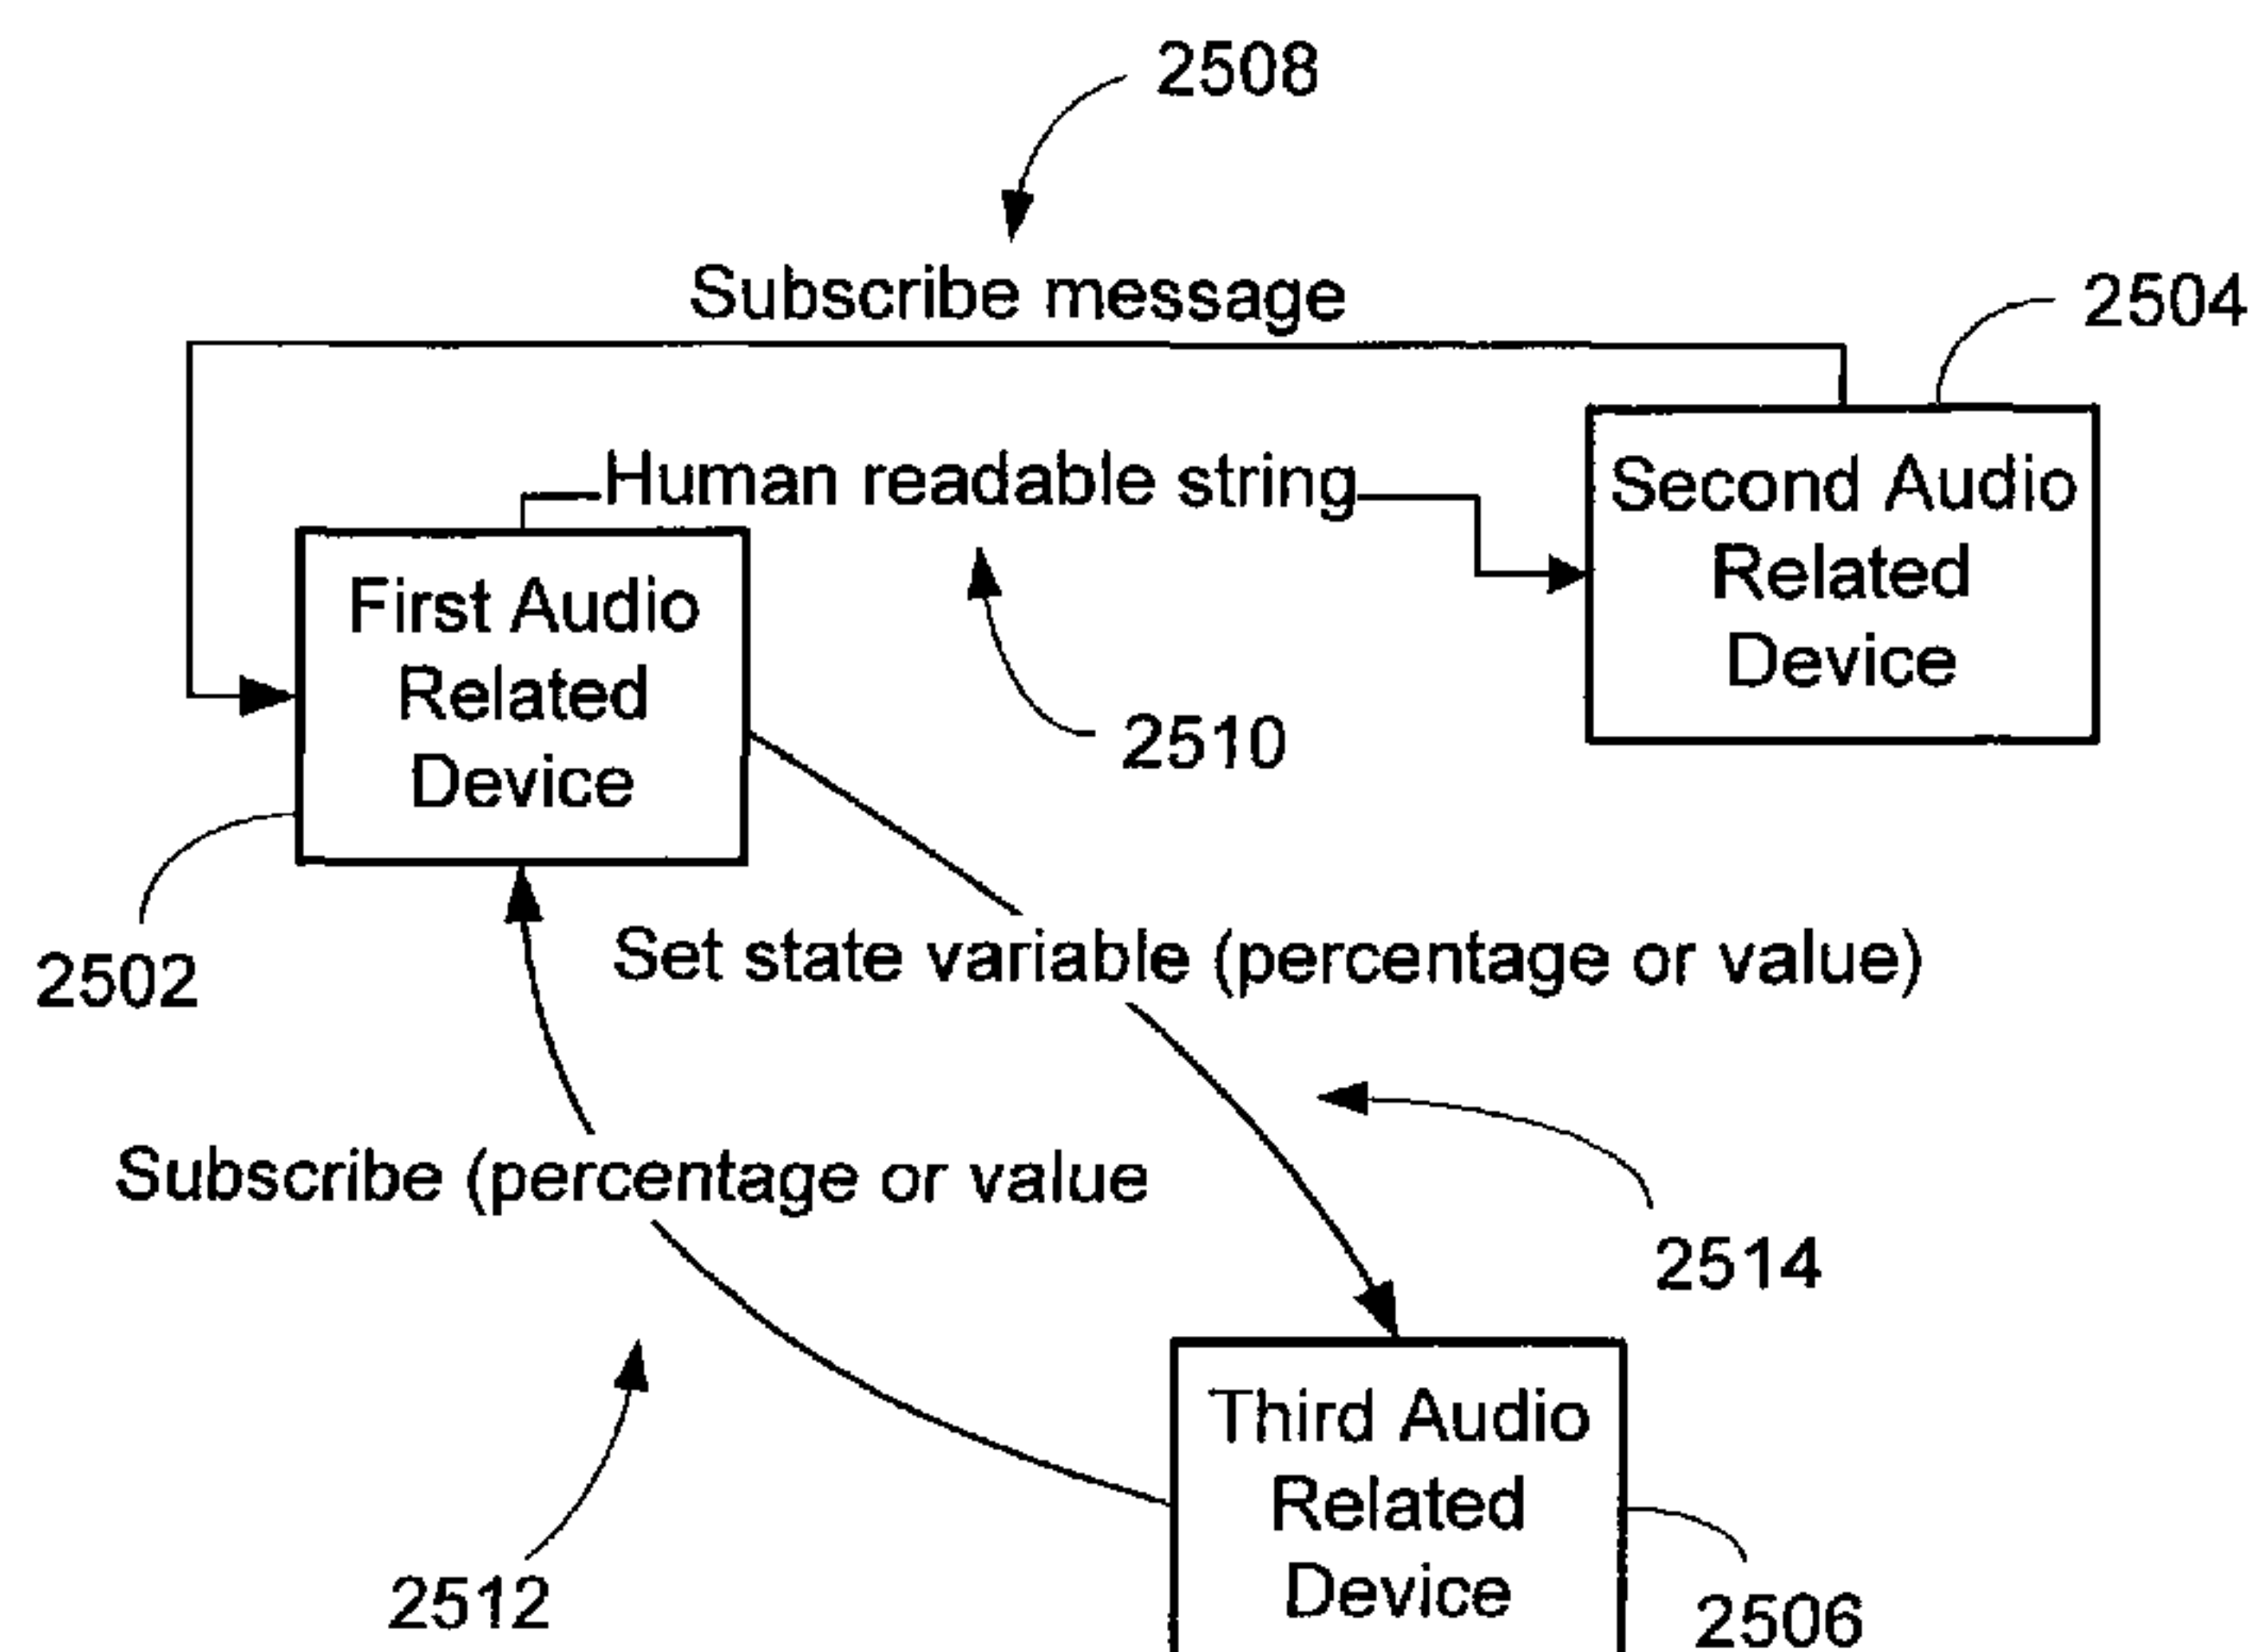 2508
Subscribe message
2504
Human readable string
Second Audio
Related
Device
First Audio
Related
Device
2510
2502
Set state variable (percentage or value)
Subscribe (percentage or value
2514
Third Audio
Related
Device
2512
2506